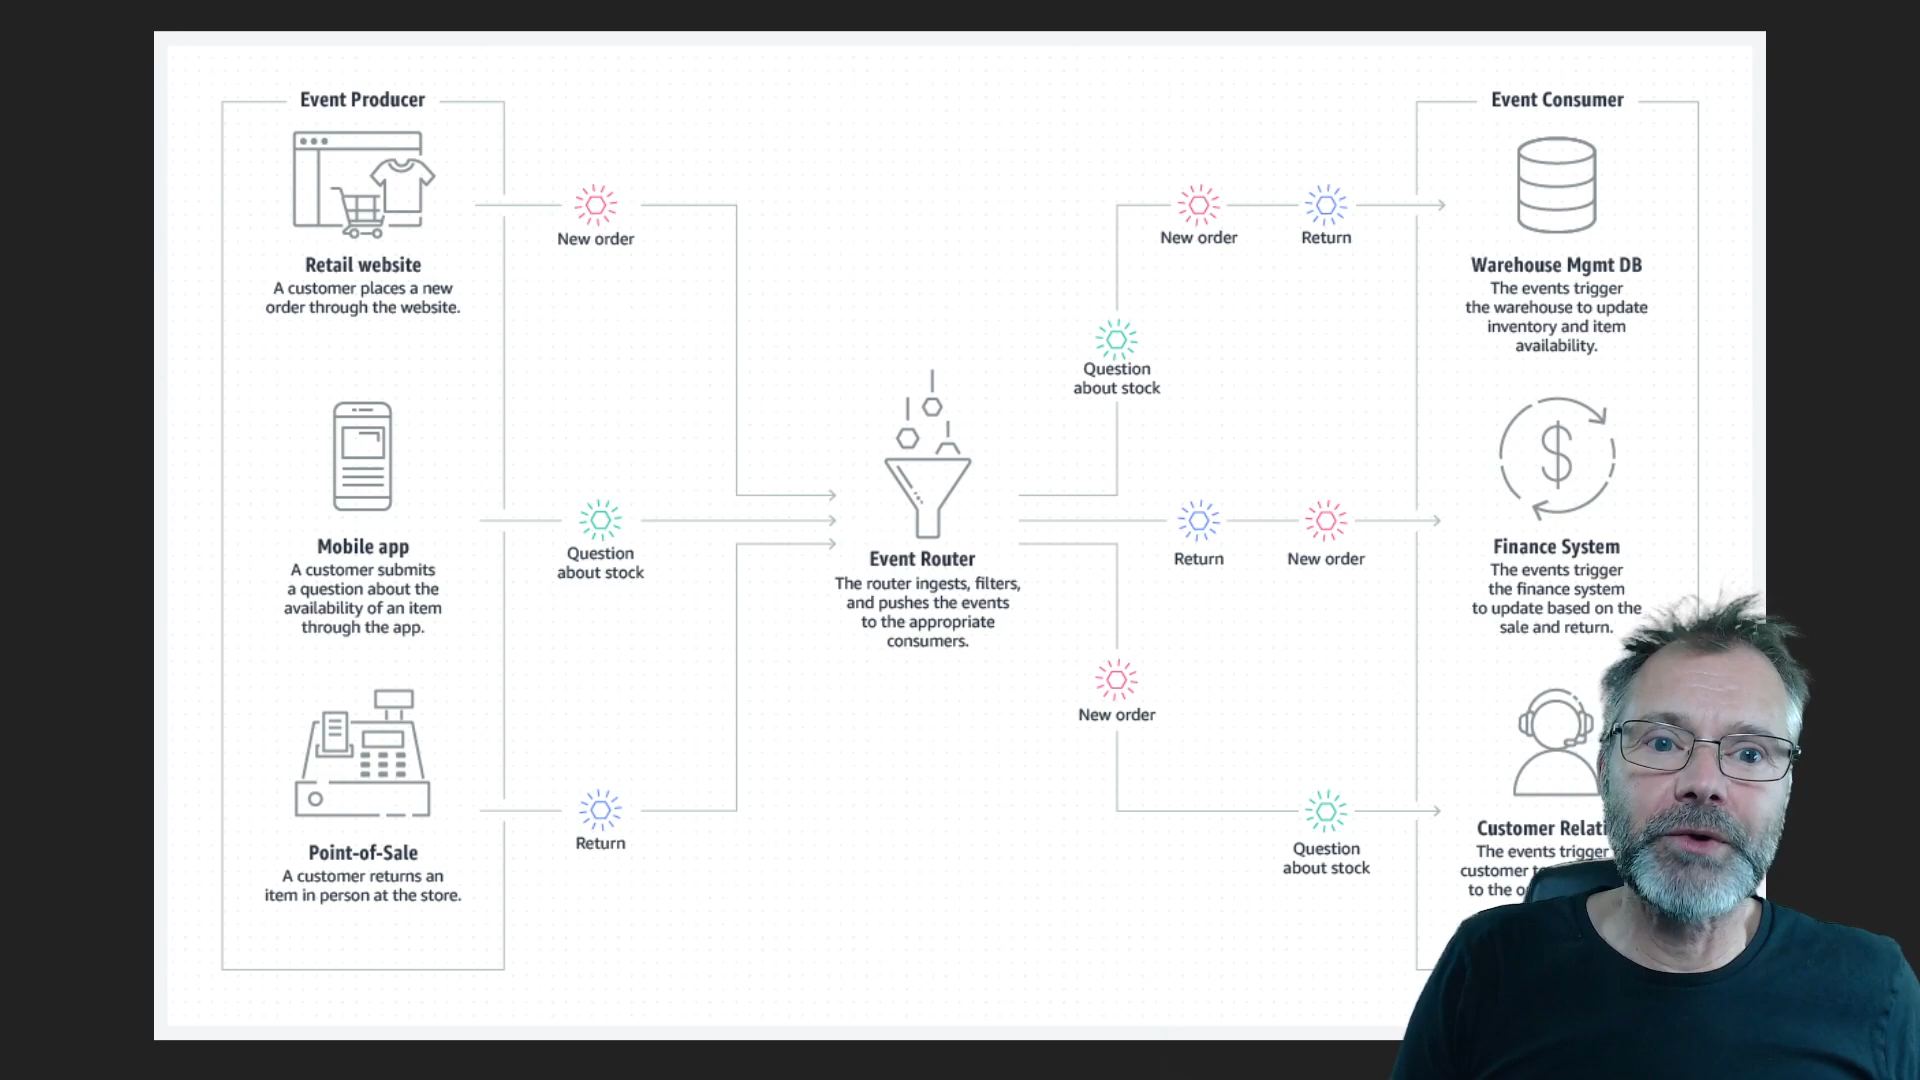 Event Producer
Retail website
A customer places a new
order through the website.
Mobile app
A customer submits
a question about the
availability of an item
through the app.
Point-of-Sale
A customer returns an
item in person at the store.
New order
Question
about stock
Return
Event Router
The router ingests, filters,
and pushes the events
to the appropriate
consumers.
New order
Return
Question
about stock
Return
New order
New order
Question
about stock
Event Consumer
Warehouse Mgmt DB
The events trigger
the warehouse to update
inventory and item
availability.
Finance System
The events trigger
the finance system
to update based on the
sale and return.
Customer
The events trigger
customer
to the